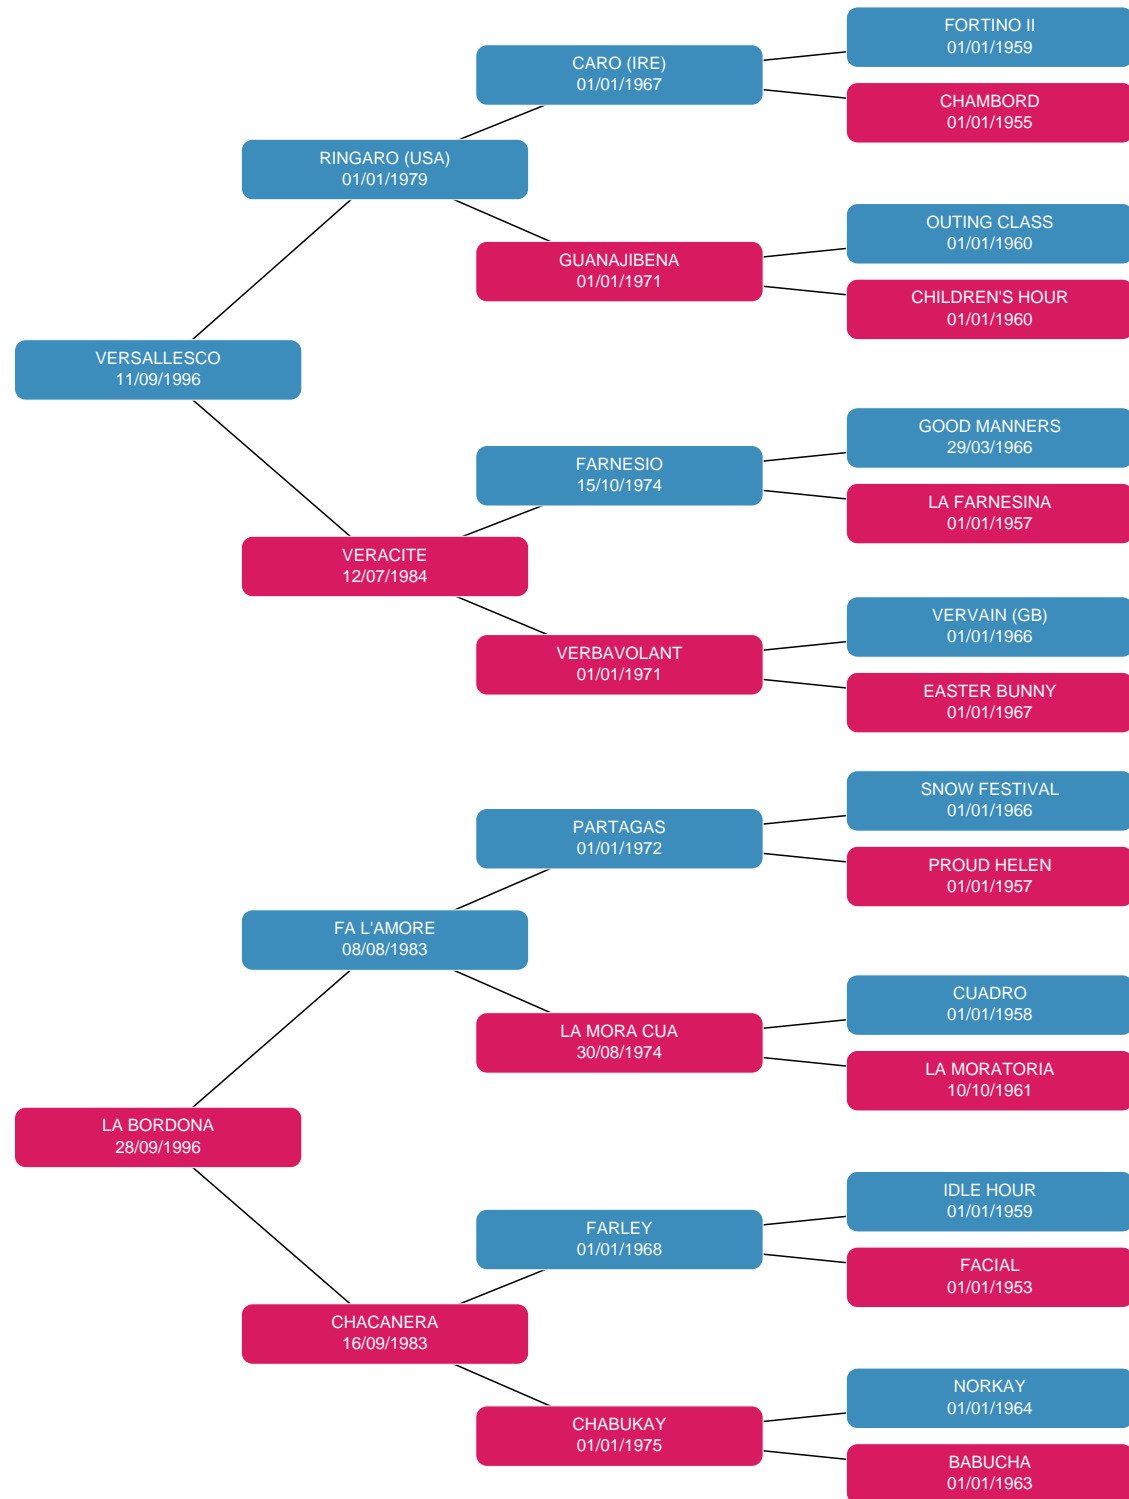 FORTINO II
01/01/1959
CARO (IRE)
01/01/1967
CHAMBORD
01/01/1955
RINGARO (USA)
01/01/1979
OUTING CLASS
01/01/1960
GUANAJIBENA
01/01/1971
CHILDREN'S HOUR
01/01/1960
VERSALLESCO
11/09/1996
GOOD MANNERS
29/03/1966
FARNESIO
15/10/1974
LA FARNESINA
01/01/1957
VERACITE
12/07/1984
VERVAIN (GB)
01/01/1966
VERBAVOLANT
01/01/1971
EASTER BUNNY
01/01/1967
SNOW FESTIVAL
01/01/1966
PARTAGAS
01/01/1972
PROUD HELEN
01/01/1957
FA L'AMORE
08/08/1983
CUADRO
01/01/1958
LA MORA CUA
30/08/1974
LA MORATORIA
10/10/1961
LA BORDONA
28/09/1996
IDLE HOUR
01/01/1959
FARLEY
01/01/1968
FACIAL
01/01/1953
CHACANERA
16/09/1983
NORKAY
01/01/1964
CHABUKAY
01/01/1975
BABUCHA
01/01/1963